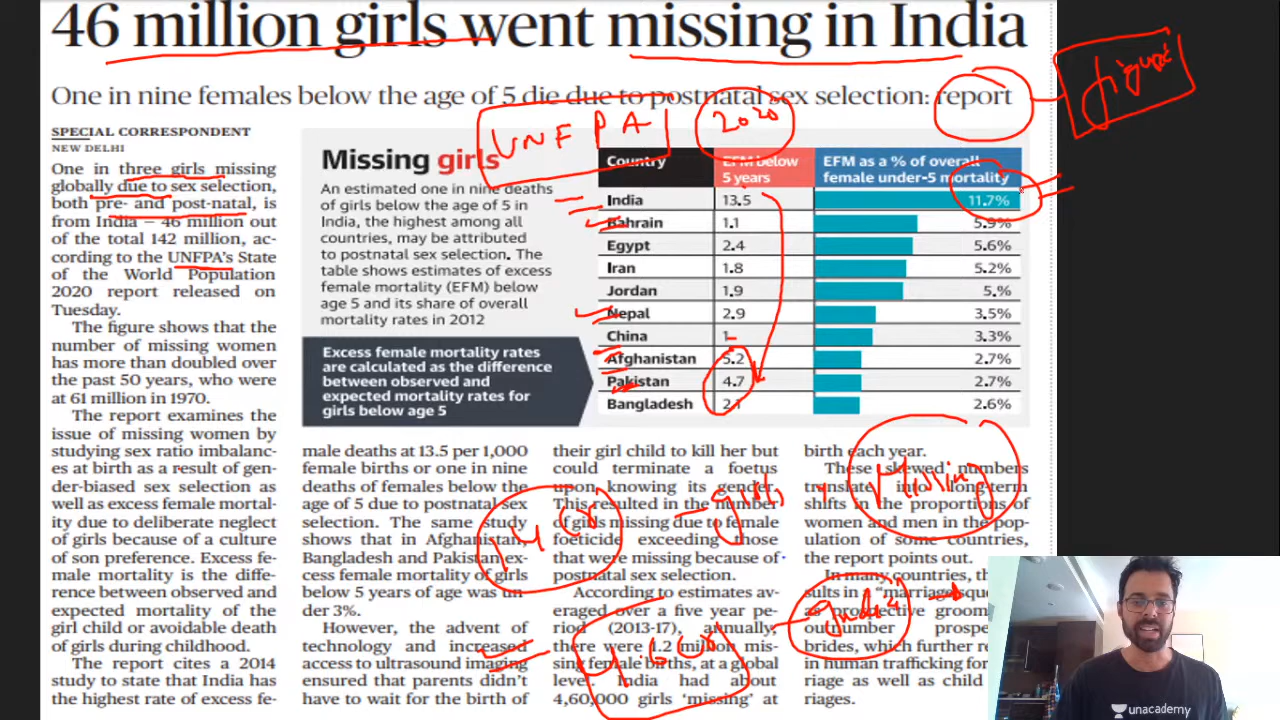 46 million girls went missing in India
One in nine females below the age of 5 die due to postnatal sex selection: report
SPECIAL CORRESPONDENT
NEW DELHI
One in three girls missing
globally due to sex selection,
both pre- and post-natal, is
from India — 46 million out
of the total 142 million, ac-
cording to the UNFPA's State
of the World Population
2020 report released on
Tuesday.
The figure shows that the
number of missing women
has more than doubled over
the past 50 years, who were
at 61 million in 1970.
The report examines the
issue of missing women by
studying sex ratio imbalanc-
es at birth as a result of gen-
der-biased sex selection as
well as excess female mortal-
ity due to deliberate neglect
of girls because of a culture
of son preference. Excess fe-
male mortality is the diffe-
rence between observed and
expected mortality of the
girl child or avoidable death
of girls during childhood.
The report cites a 2014
study to state that India has
the highest rate of excess fe-
UNFPA
2020
figure
Missing girls
An estimated one in nine deaths
of girls below the age of 5 in
India, the highest among all
countries, may be attributed
to postnatal sex selection. The
table shows estimates of excess
female mortality (EFM) below
age 5 and its share of overall
mortality rates in 2012
Excess female mortality rates
are calculated as the difference
between observed and
expected mortality rates for
girls below age 5
Country EFM below 5 years EFM as a % of overall female under-5 mortality
India 13.5 11.7%
Bahrain 1.1 5.9%
Egypt 2.4 5.6%
Iran 1.8 5.2%
Jordan 1.9 5.%
Nepal 2.9 3.5%
China 1 3.3%
Afghanistan 5.2 2.7%
Pakistan 4.7 2.7%
Bangladesh 2.1 2.6%
male deaths at 13.5 per 1,000
female births or one in nine
deaths of females below the
age of 5 due to postnatal sex
selection. The same study
shows that in Afghanistan,
Bangladesh and Pakistan ex-
cess female mortality of girls
below 5 years of age was un-
der 3%.
However, the advent of
technology and increased
access to ultrasound imaging
ensured that parents didn't
have to wait for the birth of
their girl child to kill her but
could terminate a foetus
upon knowing its gender.
This resulted in the number
of girls missing due to female
foeticide exceeding those
that were missing because of
postnatal sex selection.
According to estimates av-
eraged over a five year pe-
riod (2013-17), annually,
there were 1.2 million mis-
sing female births, at a global
level. India had about
4,60,000 girls 'missing' at
birth each year.
These skewed numbers
translate into long-term
shifts in the proportions of
women and men in the pop-
ulation of some countries,
the report points out.
In many countries,
sults in a "marriage
as prospective groom
outnumber
brides, which further
in human trafficking for
riage as well as child
riages.
14 Cr
girls
Missing
India
unacademy